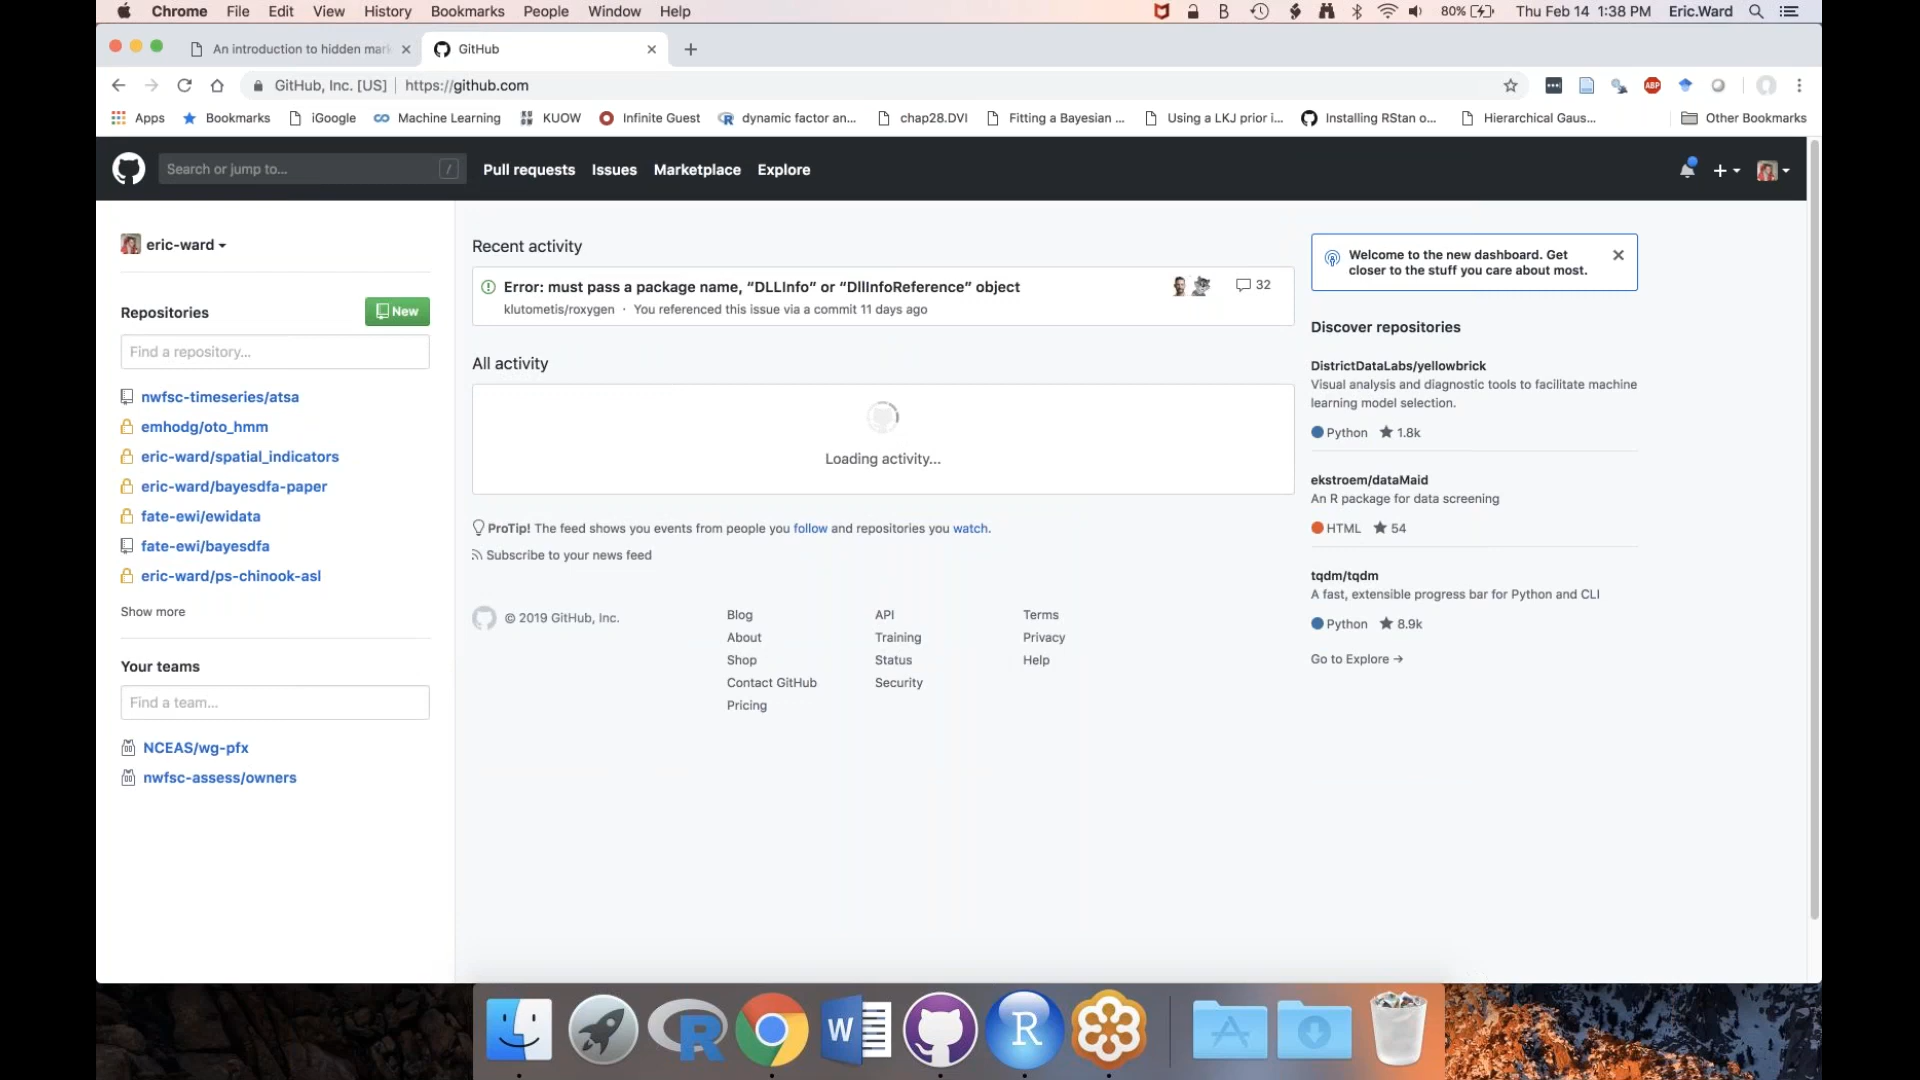 Chrome File Edit View History Bookmarks People Window Help 80% Thu Feb 14 1:38 PM Eric.Ward
An introduction to hidden mar
GitHub
GitHub, Inc. [US] | https://github.com
ABP
Apps Bookmarks iGoogle Machine Learning KUOW Infinite Guest dynamic factor an... chap28.DVI Fitting a Bayesian ... Using a LKJ prior i... Installing RStan o... Hierarchical Gaus... Other Bookmarks
Search or jump to... /
Pull requests Issues Marketplace Explore
eric-ward
Repositories
New
Find a repository...
nwfsc-timeseries/atsa
emhodg/oto_hmm
eric-ward/spatial_indicators
eric-ward/bayesdfa-paper
fate-ewi/ewidata
fate-ewi/bayesdfa
eric-ward/ps-chinook-asl
Show more
Your teams
Find a team...
NCEAS/wg-pfx
nwfsc-assess/owners
Recent activity
Error: must pass a package name, “DLLInfo” or “DllInfoReference” object
32
klutometis/roxygen · You referenced this issue via a commit 11 days ago
All activity
Loading activity...
ProTip! The feed shows you events from people you follow and repositories you watch.
Subscribe to your news feed
© 2019 GitHub, Inc.
Blog
About
Shop
Contact GitHub
Pricing
API
Training
Status
Security
Terms
Privacy
Help
Welcome to the new dashboard. Get
closer to the stuff you care about most.
Discover repositories
DistrictDataLabs/yellowbrick
Visual analysis and diagnostic tools to facilitate machine
learning model selection.
Python 1.8k
ekstroem/dataMaid
An R package for data screening
HTML 54
tqdm/tqdm
A fast, extensible progress bar for Python and CLI
Python 8.9k
Go to Explore →
R
W
R